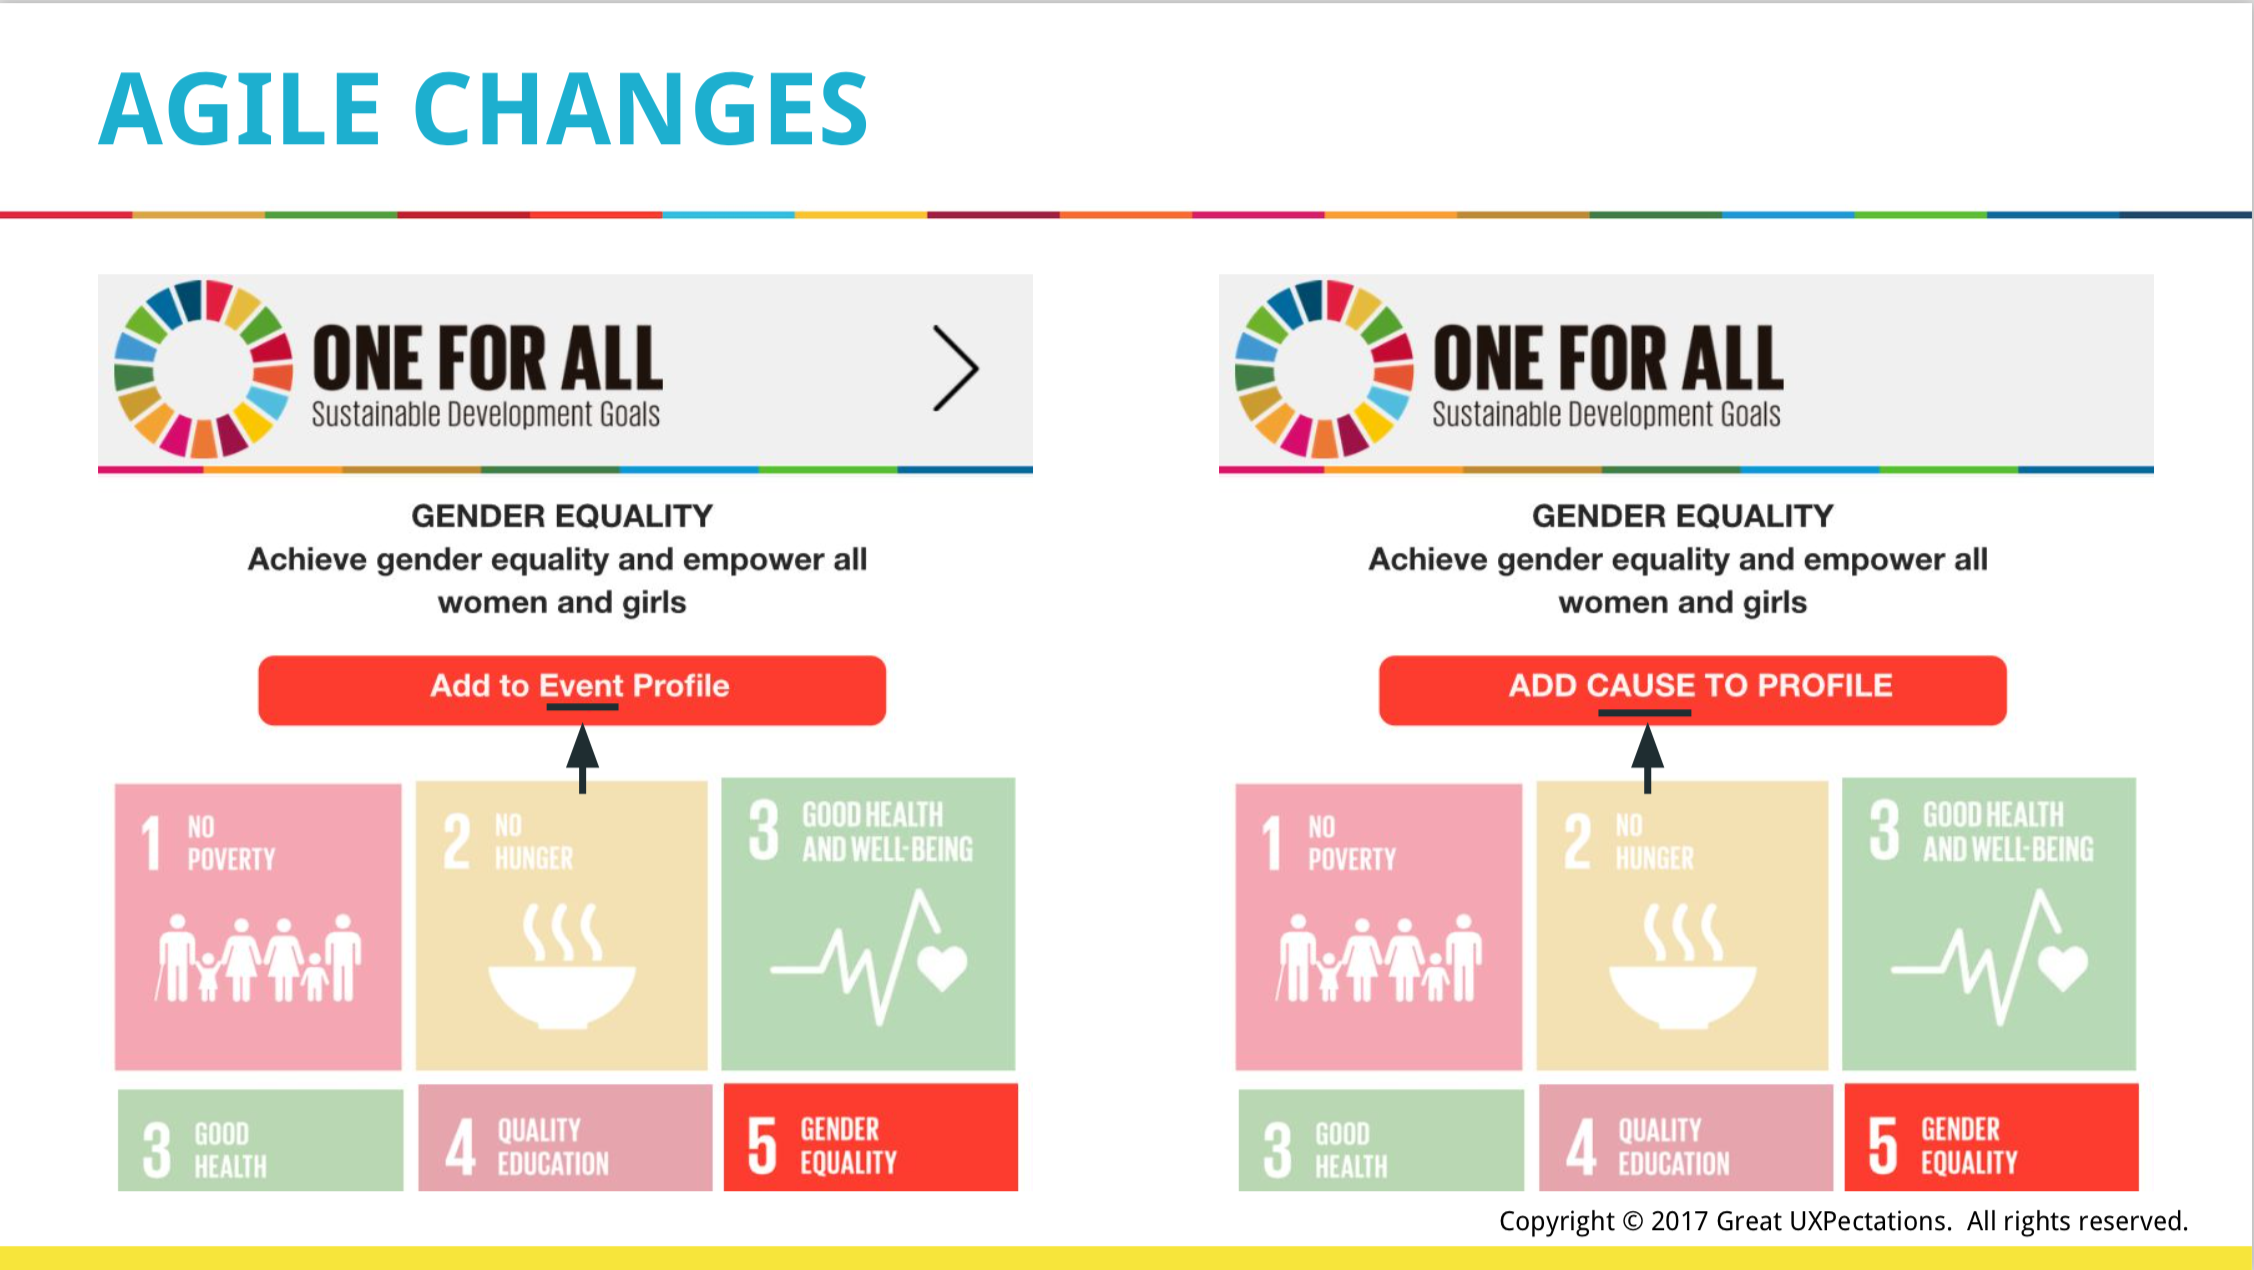 AGILE CHANGES
ONE FOR ALL
Sustainable Development Goals
GENDER EQUALITY
Achieve gender equality and empower all
women and girls
Add to Event Profile
1 NO
POVERTY
2 NO
HUNGER
3 GOOD HEALTH
AND WELL-BEING
3 GOOD
HEALTH
4 QUALITY
EDUCATION
5 GENDER
EQUALITY
ONE FOR ALL
Sustainable Development Goals
GENDER EQUALITY
Achieve gender equality and empower all
women and girls
ADD CAUSE TO PROFILE
1 NO
POVERTY
2 NO
HUNGER
3 GOOD HEALTH
AND WELL-BEING
3 GOOD
HEALTH
4 QUALITY
EDUCATION
5 GENDER
EQUALITY
Copyright © 2017 Great UXPectations. All rights reserved.